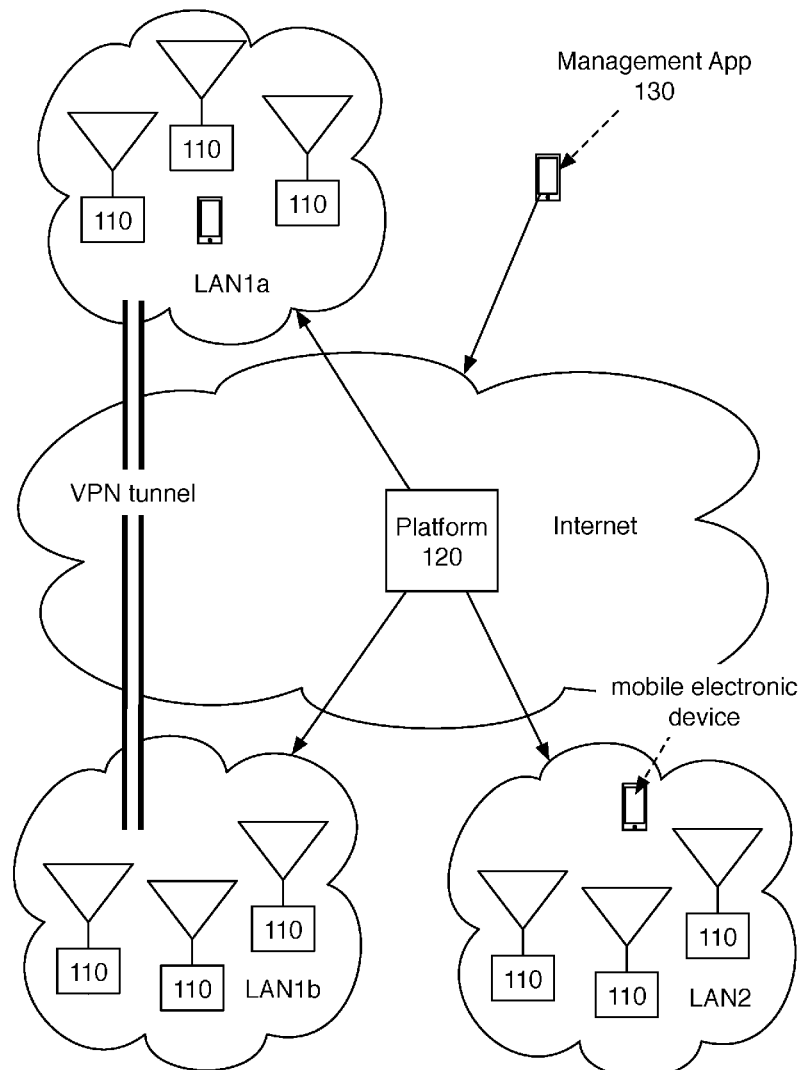 Management App
130
110
110
110
LAN1a
VPN tunnel
Platform
120
Internet
mobile electronic
device
110
110
110
LAN1b
110
110
110
LAN2